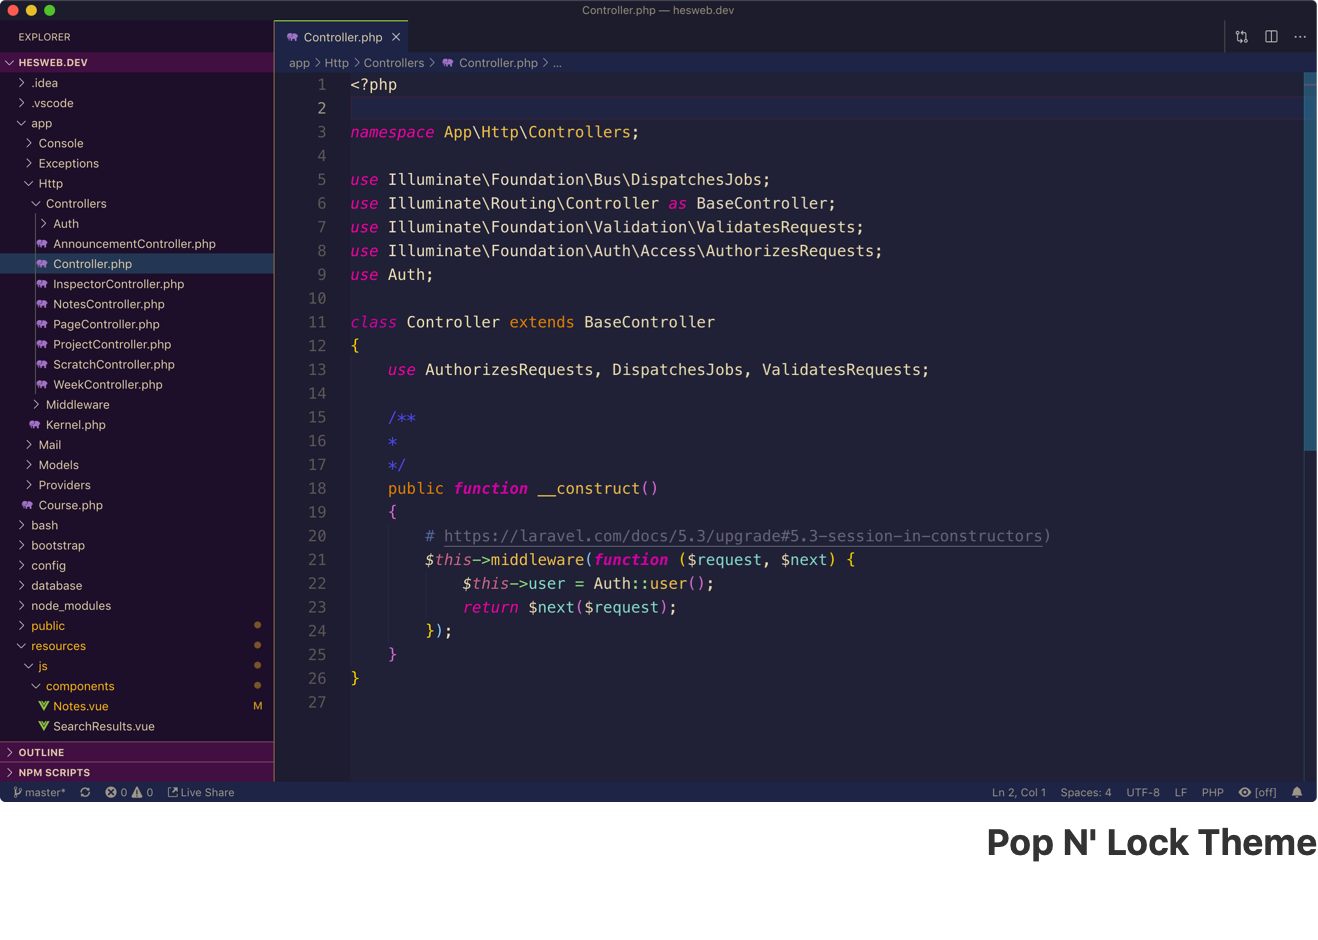 Controller.php — hesweb.dev
EXPLORER
HESWEB.DEV
.idea
.vscode
app
Console
Exceptions
Http
Controllers
Auth
AnnouncementController.php
Controller.php
InspectorController.php
NotesController.php
PageController.php
ProjectController.php
ScratchController.php
WeekController.php
Middleware
Kernel.php
Mail
Models
Providers
Course.php
bash
bootstrap
config
database
node_modules
public
resources
js
components
Notes.vue M
SearchResults.vue
OUTLINE
NPM SCRIPTS
Controller.php
app > Http > Controllers > Controller.php > ...
1 <?php
2
3 namespace App\Http\Controllers;
4
5 use Illuminate\Foundation\Bus\DispatchesJobs;
6 use Illuminate\Routing\Controller as BaseController;
7 use Illuminate\Foundation\Validation\ValidatesRequests;
8 use Illuminate\Foundation\Auth\Access\AuthorizesRequests;
9 use Auth;
10
11 class Controller extends BaseController
12 {
13     use AuthorizesRequests, DispatchesJobs, ValidatesRequests;
14
15     /**
16     *
17     */
18     public function __construct()
19     {
20         # https://laravel.com/docs/5.3/upgrade#5.3-session-in-constructors)
21         $this->middleware(function ($request, $next) {
22             $this->user = Auth::user();
23             return $next($request);
24         });
25     }
26 }
27
master* 0 0 Live Share Ln 2, Col 1 Spaces: 4 UTF-8 LF PHP [off]
Pop N' Lock Theme